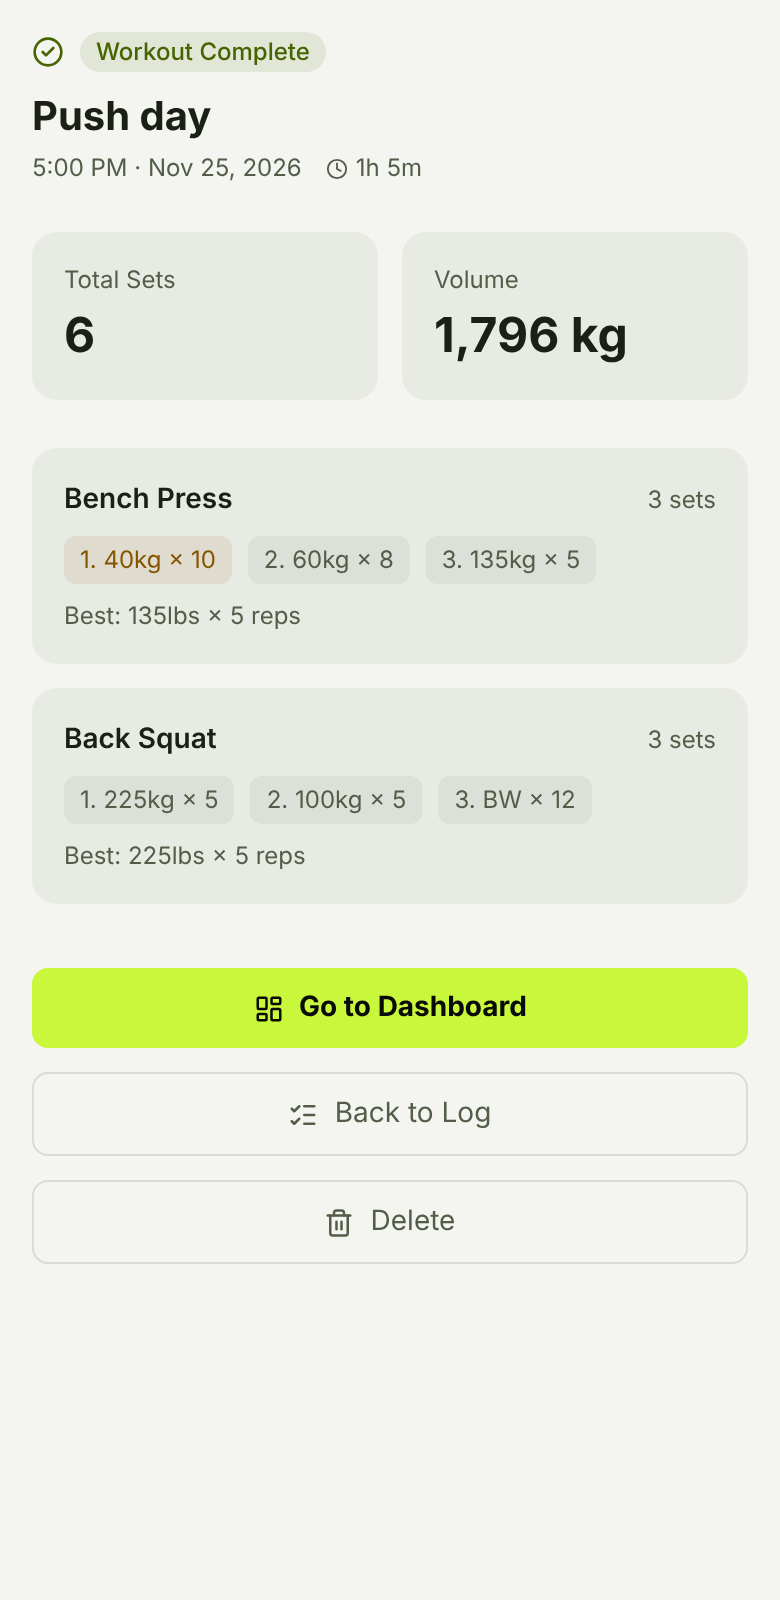 Workout Complete
Push day
5:00 PM · Nov 25, 2026 1h 5m
Total Sets
6
Volume
1,796 kg
Bench Press
3 sets
1. 40kg × 10
2. 60kg × 8
3. 135kg × 5
Best: 135lbs × 5 reps
Back Squat
3 sets
1. 225kg × 5
2. 100kg × 5
3. BW × 12
Best: 225lbs × 5 reps
Go to Dashboard
Back to Log
Delete